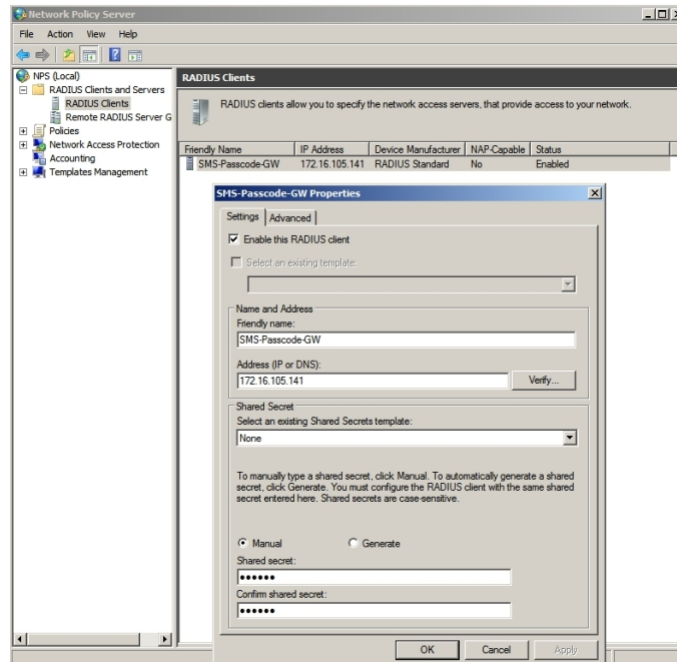 Network Policy Server
File Action View Help
NPS (Local)
RADIUS Clients and Servers
RADIUS Clients
Remote RADIUS Server G
Policies
Network Access Protection
Accounting
Templates Management
RADIUS Clients
RADIUS clients allow you to specify the network access servers, that provide access to your network.
Friendly Name IP Address Device Manufacturer NAP-Capable Status
SMS-Passcode-GW 172.16.105.141 RADIUS Standard No Enabled
SMS-Passcode-GW Properties
Settings Advanced
Enable this RADIUS client
Select an existing template:
Name and Address
Friendly name:
SMS-Passcode-GW
Address (IP or DNS):
172.16.105.141 Verify...
Shared Secret
Select an existing Shared Secrets template:
None
To manually type a shared secret, click Manual. To automatically generate a shared
secret, click Generate. You must configure the RADIUS client with the same shared
secret entered here. Shared secrets are case-sensitive.
Manual Generate
Shared secret:
••••••
Confirm shared secret:
••••••
OK Cancel Apply